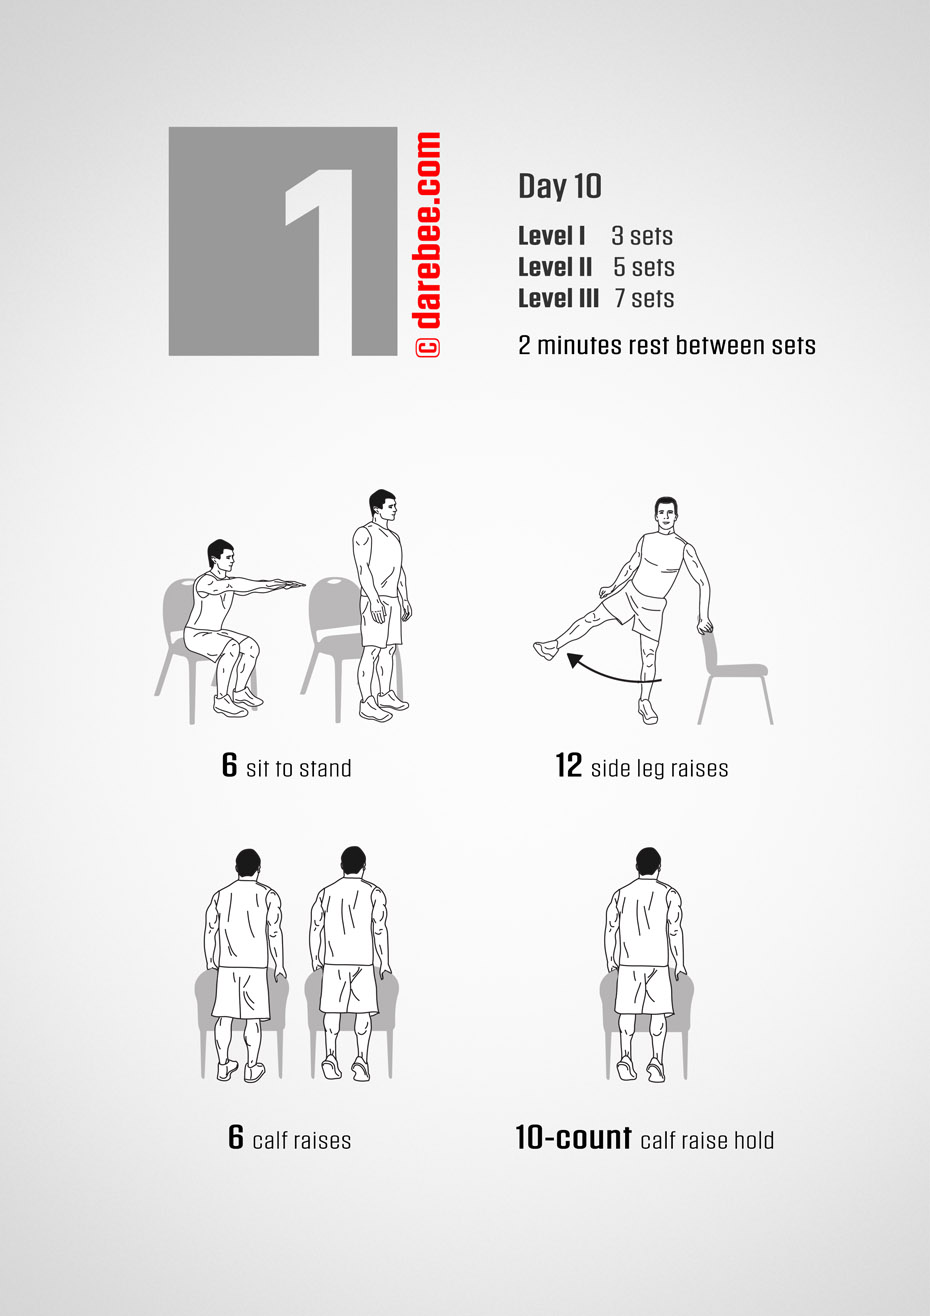 1
© darebee.com
Day 10
Level I 3 sets
Level II 5 sets
Level III 7 sets
2 minutes rest between sets
6 sit to stand
12 side leg raises
6 calf raises
10-count calf raise hold